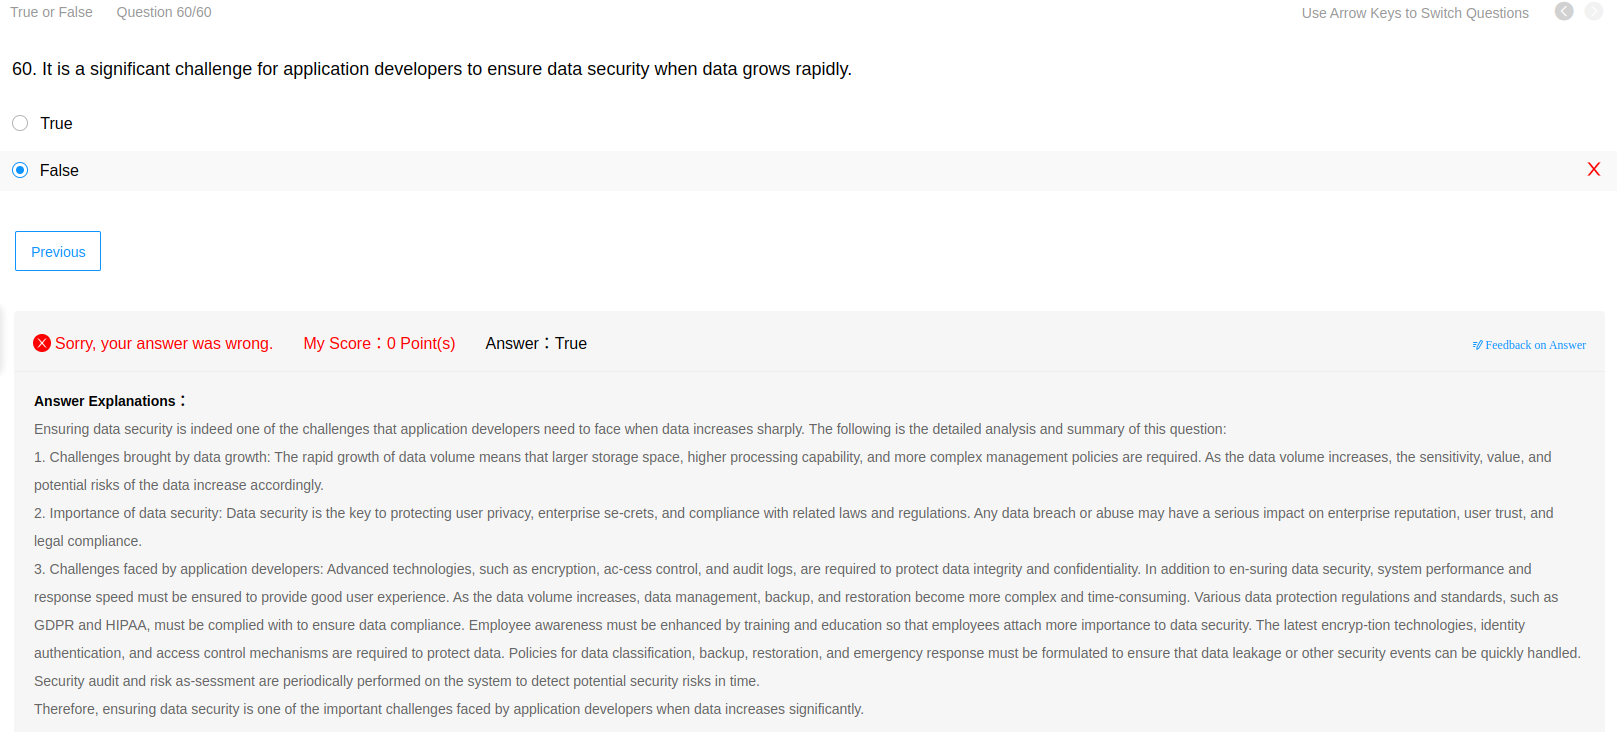 True or False Question 60/60 Use Arrow Keys to Switch Questions
60. It is a significant challenge for application developers to ensure data security when data grows rapidly.
True
False
Previous
Sorry, your answer was wrong. My Score：0 Point(s) Answer：True Feedback on Answer
Answer Explanations：
Ensuring data security is indeed one of the challenges that application developers need to face when data increases sharply. The following is the detailed analysis and summary of this question:
1. Challenges brought by data growth: The rapid growth of data volume means that larger storage space, higher processing capability, and more complex management policies are required. As the data volume increases, the sensitivity, value, and
potential risks of the data increase accordingly.
2. Importance of data security: Data security is the key to protecting user privacy, enterprise se-crets, and compliance with related laws and regulations. Any data breach or abuse may have a serious impact on enterprise reputation, user trust, and
legal compliance.
3. Challenges faced by application developers: Advanced technologies, such as encryption, ac-cess control, and audit logs, are required to protect data integrity and confidentiality. In addition to en-suring data security, system performance and
response speed must be ensured to provide good user experience. As the data volume increases, data management, backup, and restoration become more complex and time-consuming. Various data protection regulations and standards, such as
GDPR and HIPAA, must be complied with to ensure data compliance. Employee awareness must be enhanced by training and education so that employees attach more importance to data security. The latest encryp-tion technologies, identity
authentication, and access control mechanisms are required to protect data. Policies for data classification, backup, restoration, and emergency response must be formulated to ensure that data leakage or other security events can be quickly handled.
Security audit and risk as-sessment are periodically performed on the system to detect potential security risks in time.
Therefore, ensuring data security is one of the important challenges faced by application developers when data increases significantly.